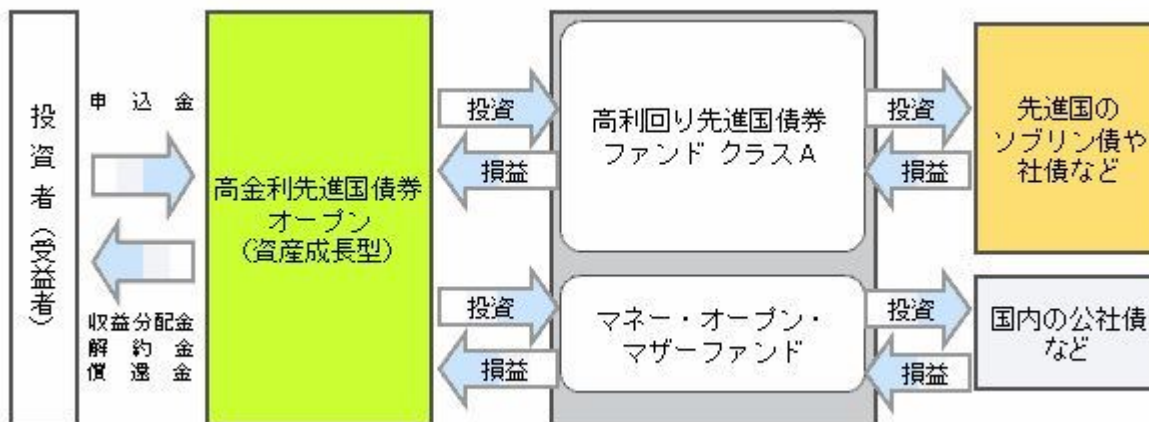 投資者（受益者）
申込金
収益分配金
解約金
償還金
高金利先進国債券
オープン
（資産成長型）
投資
損益
投資
損益
高利回り先進国債券
ファンド クラスA
マネー・オープン・
マザーファンド
投資
損益
投資
損益
先進国の
ソブリン債や
社債など
国内の公社債
など